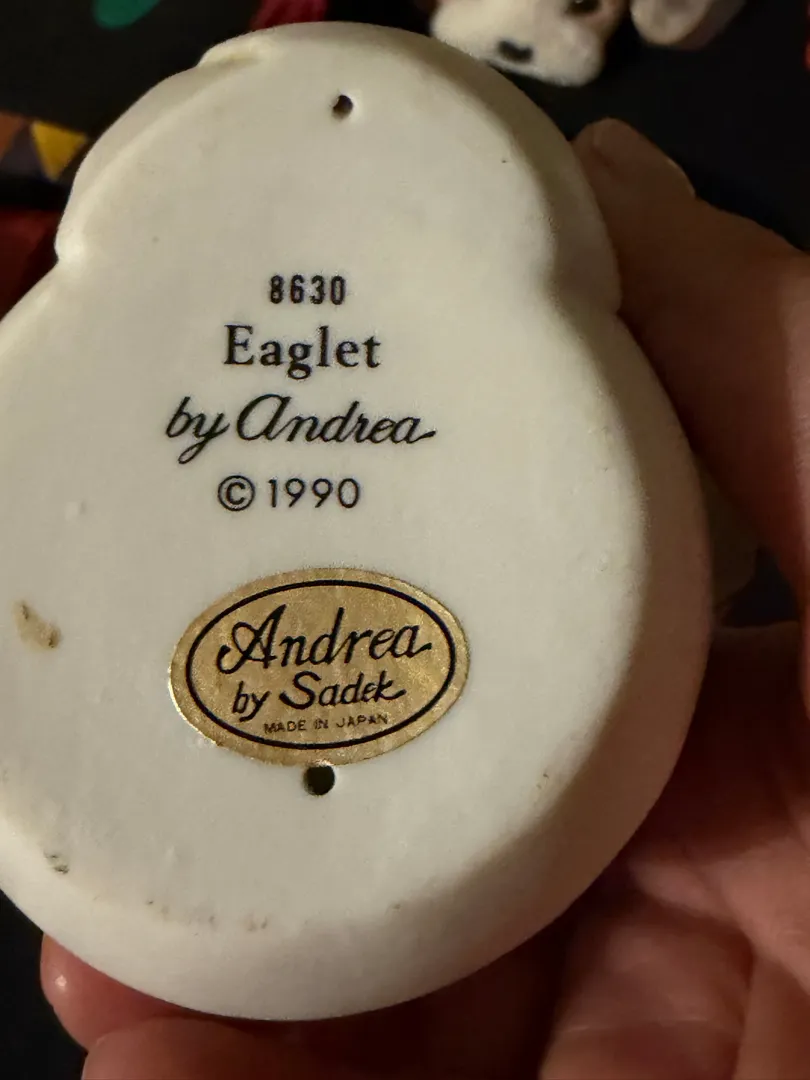 8630
Eaglet
by Andrea
© 1990
Andrea
by Sadek
MADE IN JAPAN